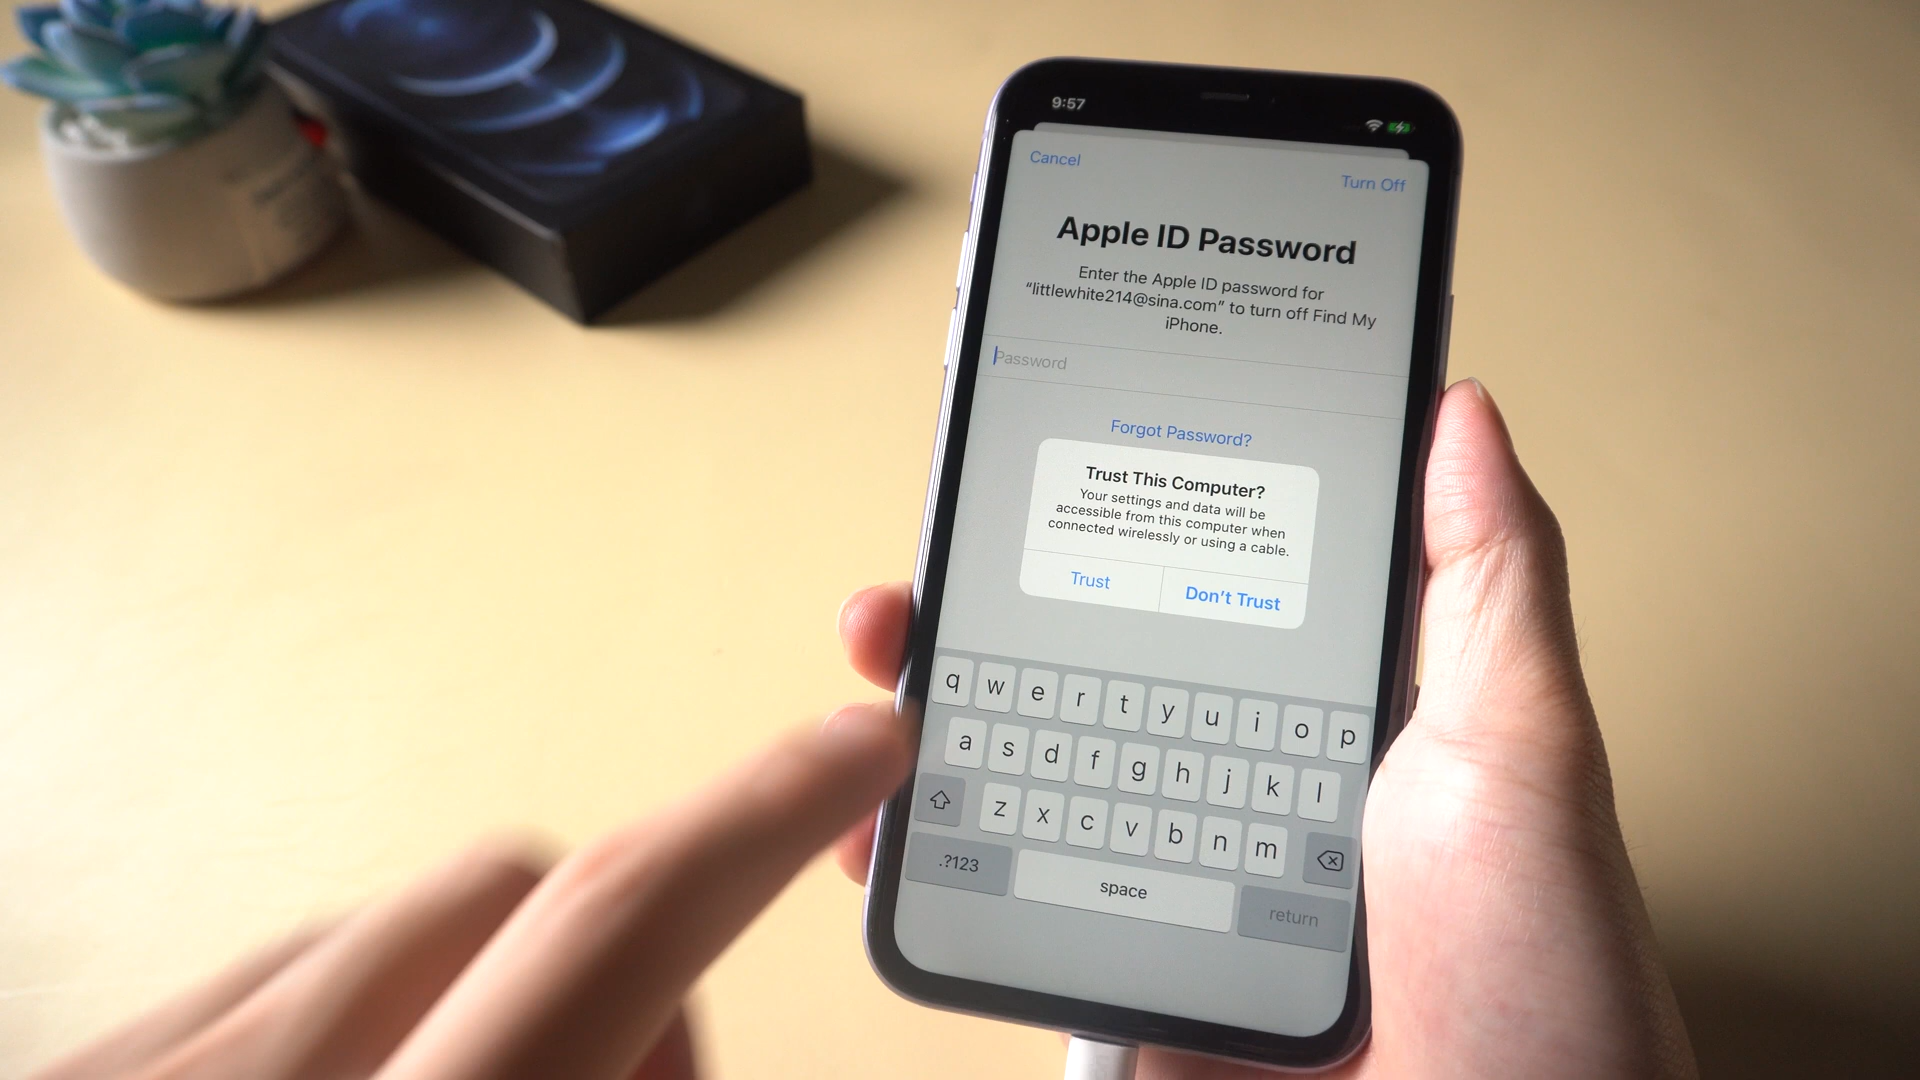 9:57
Cancel
Turn Off
Apple ID Password
Enter the Apple ID password for
“littlewhite214@sina.com” to turn off Find My
iPhone.
Password
Forgot Password?
Trust This Computer?
Your settings and data will be
accessible from this computer when
connected wirelessly or using a cable.
Trust
Don’t Trust
q w e r t y u i o p
a s d f g h j k l
z x c v b n m
.?123
space
return